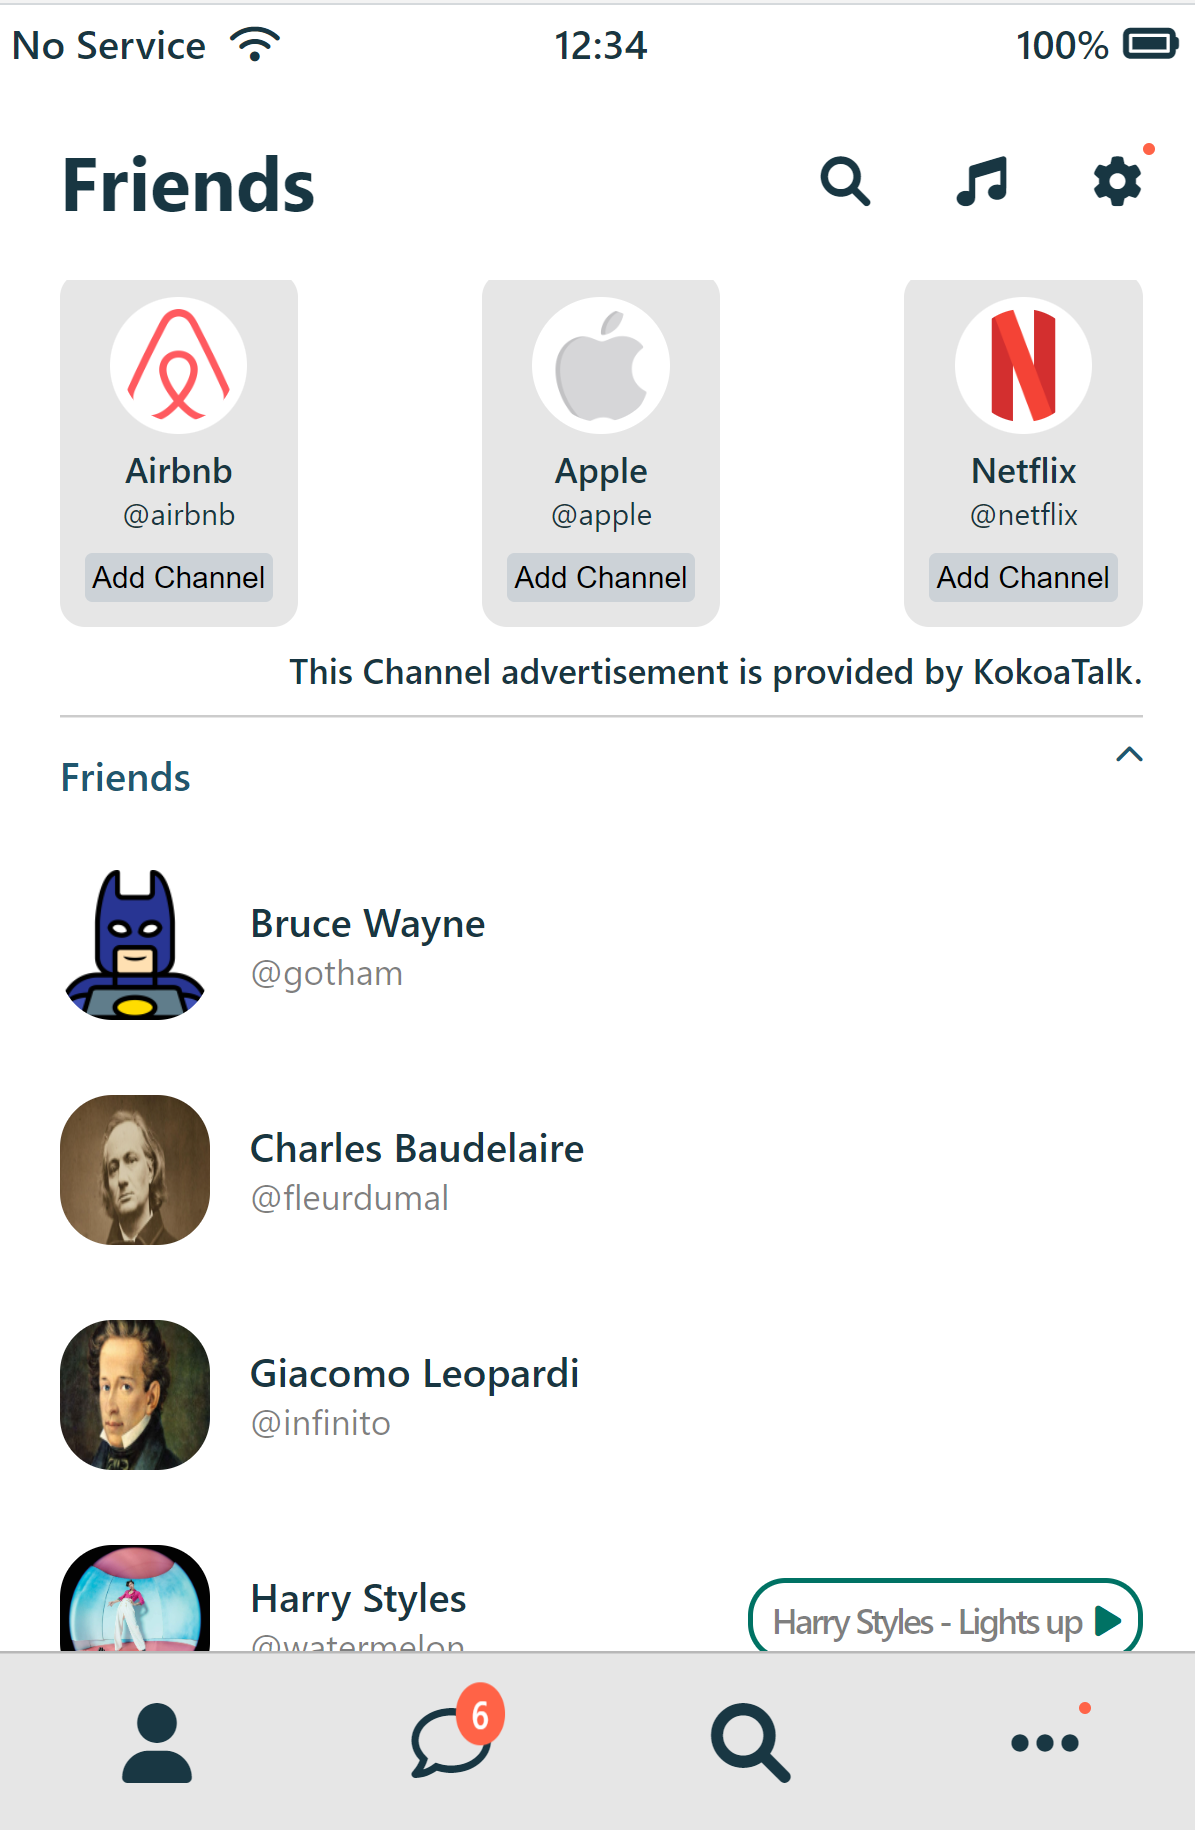 No Service 12:34 100%
Friends
Airbnb Apple Netflix
@airbnb @apple @netflix
Add Channel Add Channel Add Channel
This Channel advertisement is provided by KokoaTalk.
Friends
Bruce Wayne
@gotham
Charles Baudelaire
@fleurdumal
Giacomo Leopardi
@infinito
Harry Styles
Harry Styles - Lights up
@watermelon
6